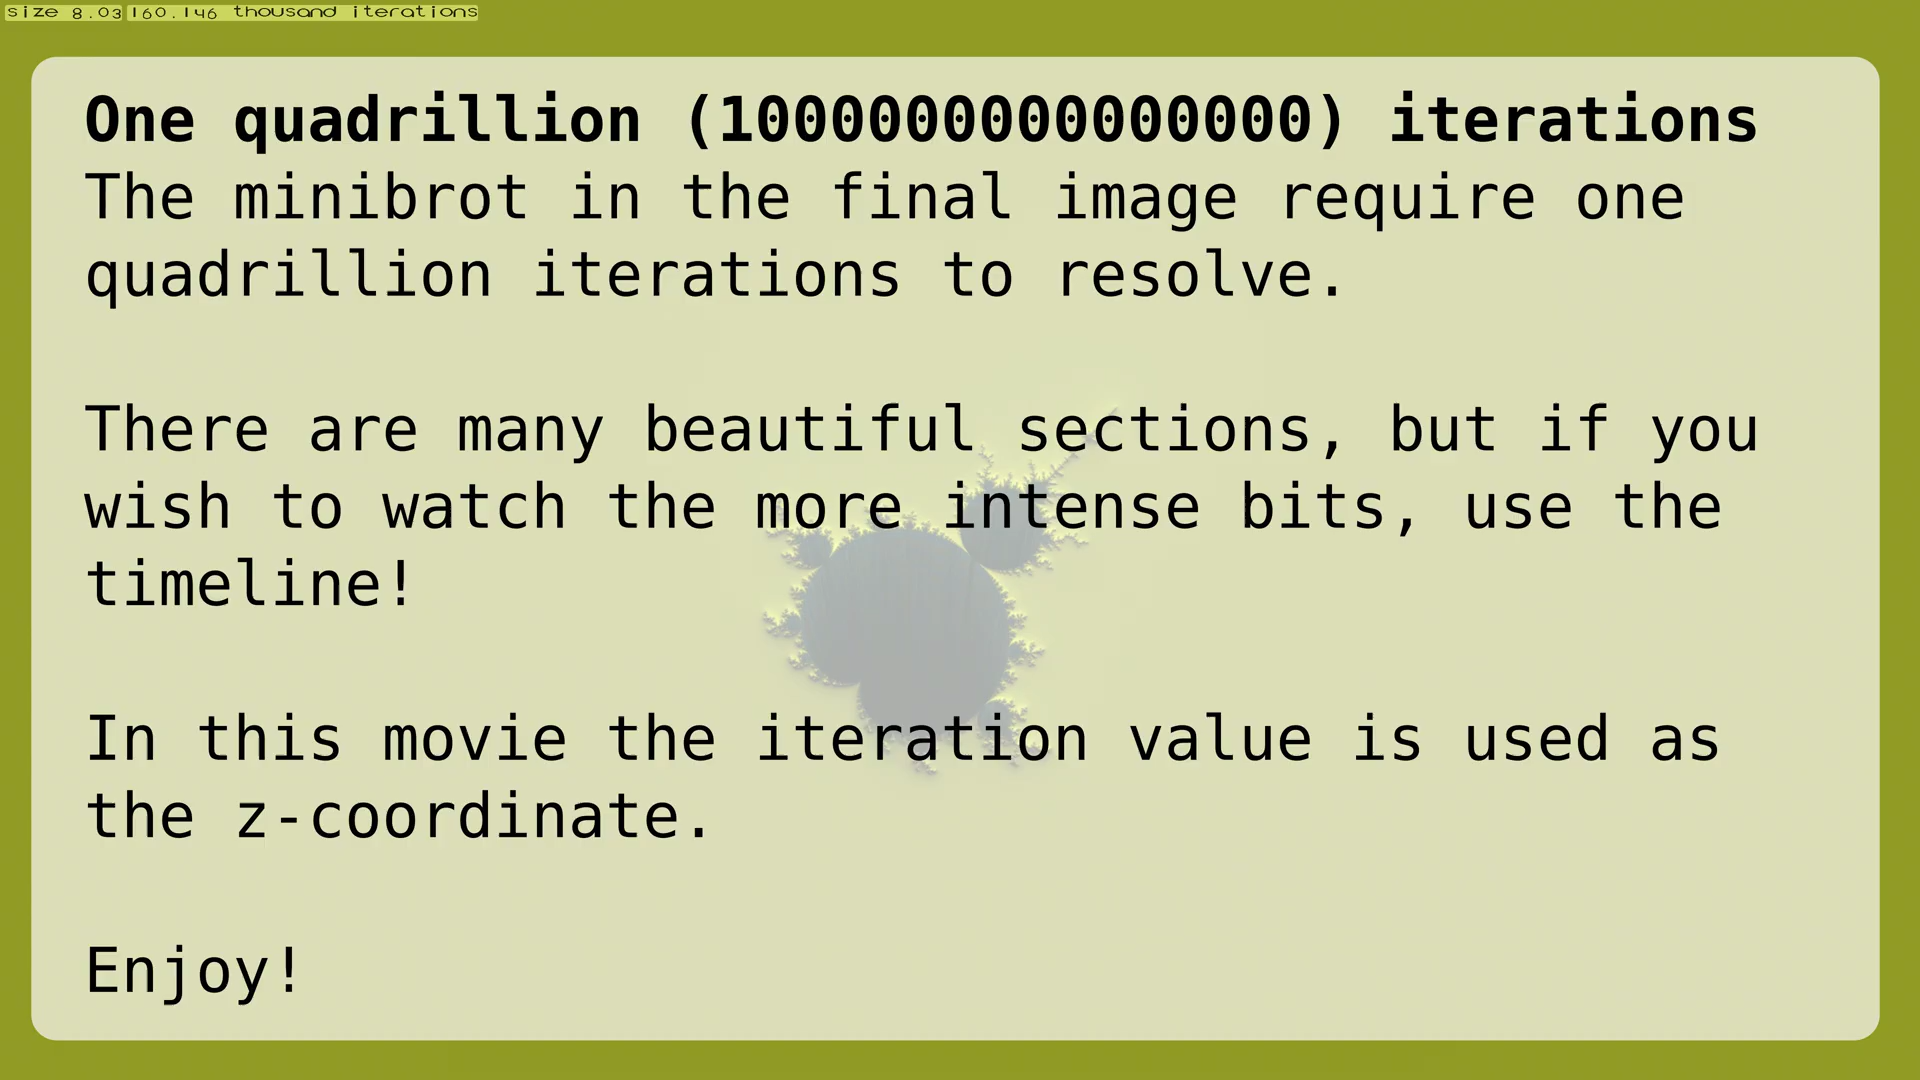 size 8.03 160.146 thousand iterations
One quadrillion (1000000000000000) iterations
The minibrot in the final image require one
quadrillion iterations to resolve.
There are many beautiful sections, but if you
wish to watch the more intense bits, use the
timeline!
In this movie the iteration value is used as
the z-coordinate.
Enjoy!